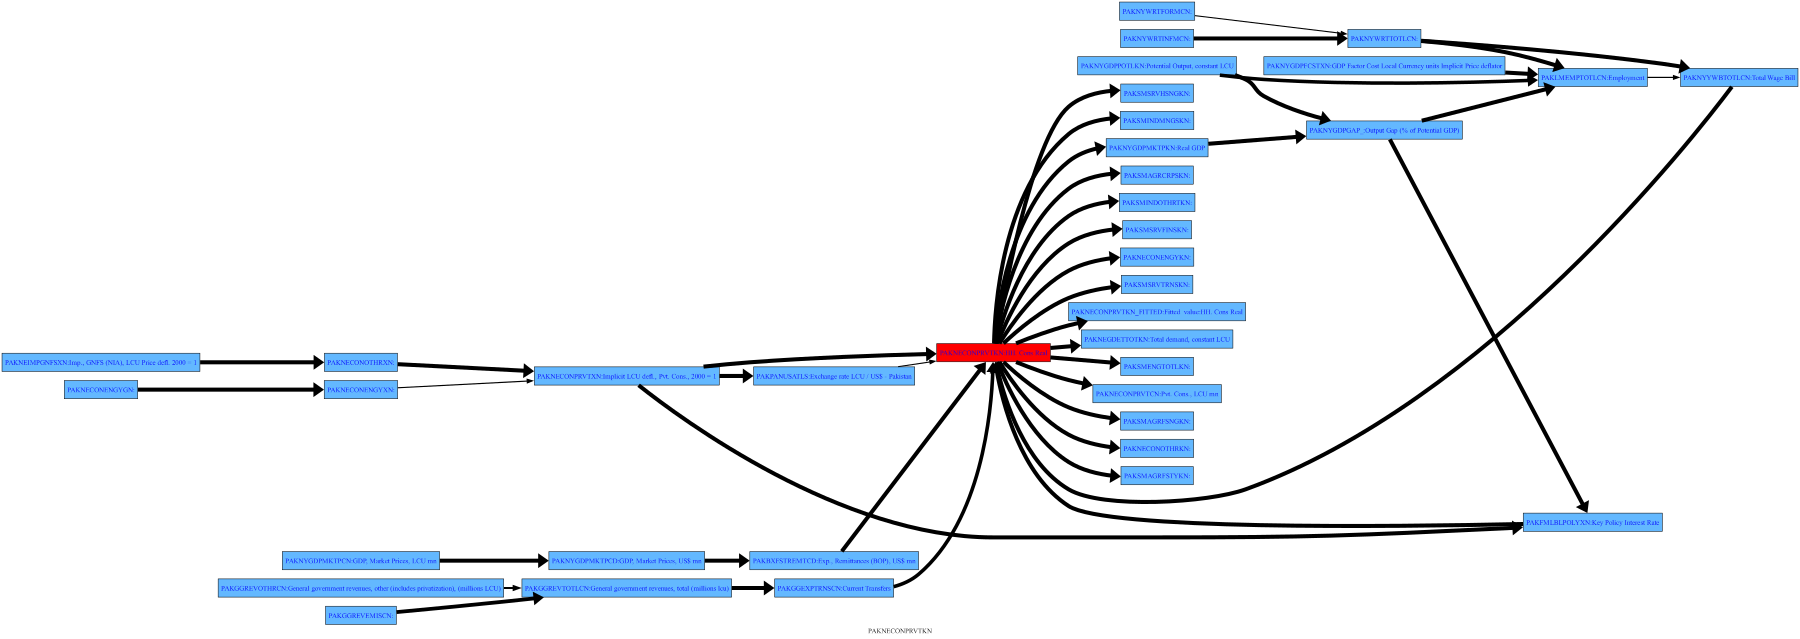 PAKNYWRTFORMCN:
PAKNYWRTINFMCN:
PAKNYWRTTOTLCN:
PAKNYGDPPOTLKN:Potential Output, constant LCU
PAKNYGDPFCSTXN:GDP Factor Cost Local Currency units Implicit Price deflator
PAKLMEMPTOTLCN:Employment
PAKNYYWBTOTLCN:Total Wage Bill
PAKSMSRVHSNGKN:
PAKSMINDMNGSKN:
PAKNYGDPGAP_:Output Gap (% of Potential GDP)
PAKNYGDPMKTPKN:Real GDP
PAKSMAGRCRPSKN:
PAKSMINDOTHRTKN:
PAKSMSRVFINSKN:
PAKNECONENGYKN:
PAKSMSRVTRNSKN:
PAKNECONPRVTKN_FITTED:Fitted value:HH. Cons Real
PAKNEGDETTOTKN:Total demand, constant LCU
PAKNECONPRVTKN:HH. Cons Real
PAKNEIMPGNFSXN:Imp., GNFS (NIA), LCU Price defl. 2000 = 1
PAKNECONOTHRXN:
PAKSMENGTOTLKN:
PAKNECONPRVTXN:Implicit LCU defl., Pvt. Cons., 2000 = 1
PAKPANUSATLS:Exchange rate LCU / US$ - Pakistan
PAKNECONENGYGN:
PAKNECONENGYXN:
PAKNECONPRVTCN:Pvt. Cons., LCU mn
PAKSMAGRFSNGKN:
PAKNECONOTHRKN:
PAKSMAGRFSTYKN:
PAKFMLBLPOLYXN:Key Policy Interest Rate
PAKNYGDPMKTPCN:GDP, Market Prices, LCU mn
PAKNYGDPMKTPCD:GDP, Market Prices, US$ mn
PAKBXFSTREMTCD:Exp., Remittances (BOP), US$ mn
PAKGGREVOTHRCN:General government revenues, other (includes privatization), (millions LCU)
PAKGGREVTOTLCN:General government revenues, total (millions lcu)
PAKGGEXPTRNSCN:Current Transfers
PAKGGREVEMISCN:
PAKNECONPRVTKN